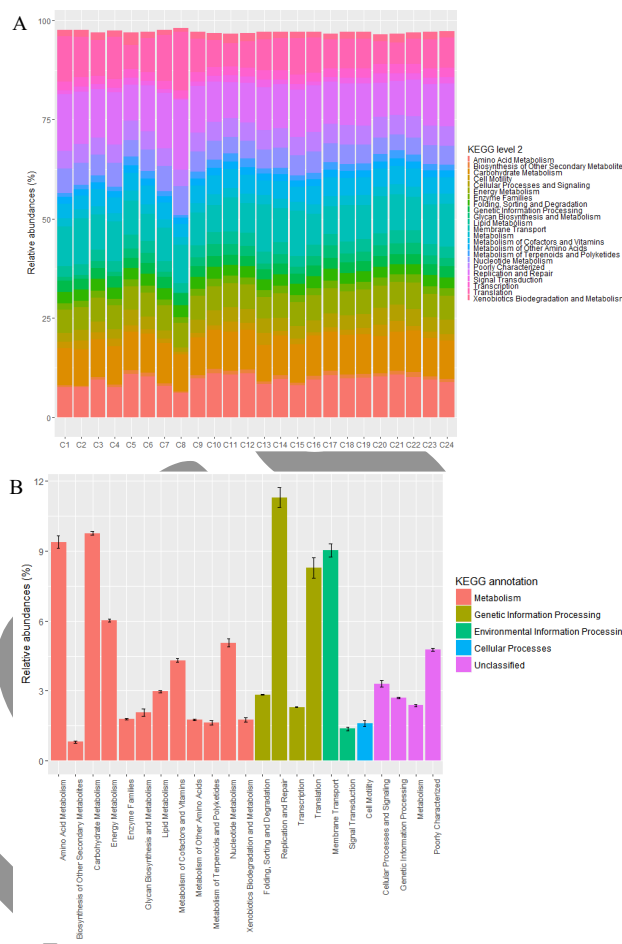 A
100
75
50
25
0
Relative abundances (%)
C1 C2 C3 C4 C5 C6 C7 C8 C9 C10 C11 C12 C13 C14 C15 C16 C17 C18 C19 C20 C21 C22 C23 C24
KEGG level 2
Amino Acid Metabolism
Biosynthesis of Other Secondary Metabolites
Carbohydrate Metabolism
Cell Motility
Cellular Processes and Signaling
Energy Metabolism
Enzyme Families
Folding, Sorting and Degradation
Genetic Information Processing
Glycan Biosynthesis and Metabolism
Lipid Metabolism
Membrane Transport
Metabolism
Metabolism of Cofactors and Vitamins
Metabolism of Other Amino Acids
Metabolism of Terpenoids and Polyketides
Nucleotide Metabolism
Poorly Characterized
Replication and Repair
Signal Transduction
Transcription
Translation
Xenobiotics Biodegradation and Metabolism
B
12
9
6
3
0
Relative abundances (%)
Amino Acid Metabolism
Biosynthesis of Other Secondary Metabolites
Carbohydrate Metabolism
Energy Metabolism
Enzyme Families
Glycan Biosynthesis and Metabolism
Lipid Metabolism
Metabolism of Cofactors and Vitamins
Metabolism of Other Amino Acids
Metabolism of Terpenoids and Polyketides
Nucleotide Metabolism
Xenobiotics Biodegradation and Metabolism
Folding, Sorting and Degradation
Replication and Repair
Transcription
Translation
Membrane Transport
Signal Transduction
Cell Motility
Cellular Processes and Signaling
Genetic Information Processing
Metabolism
Poorly Characterized
KEGG annotation
Metabolism
Genetic Information Processing
Environmental Information Processin
Cellular Processes
Unclassified